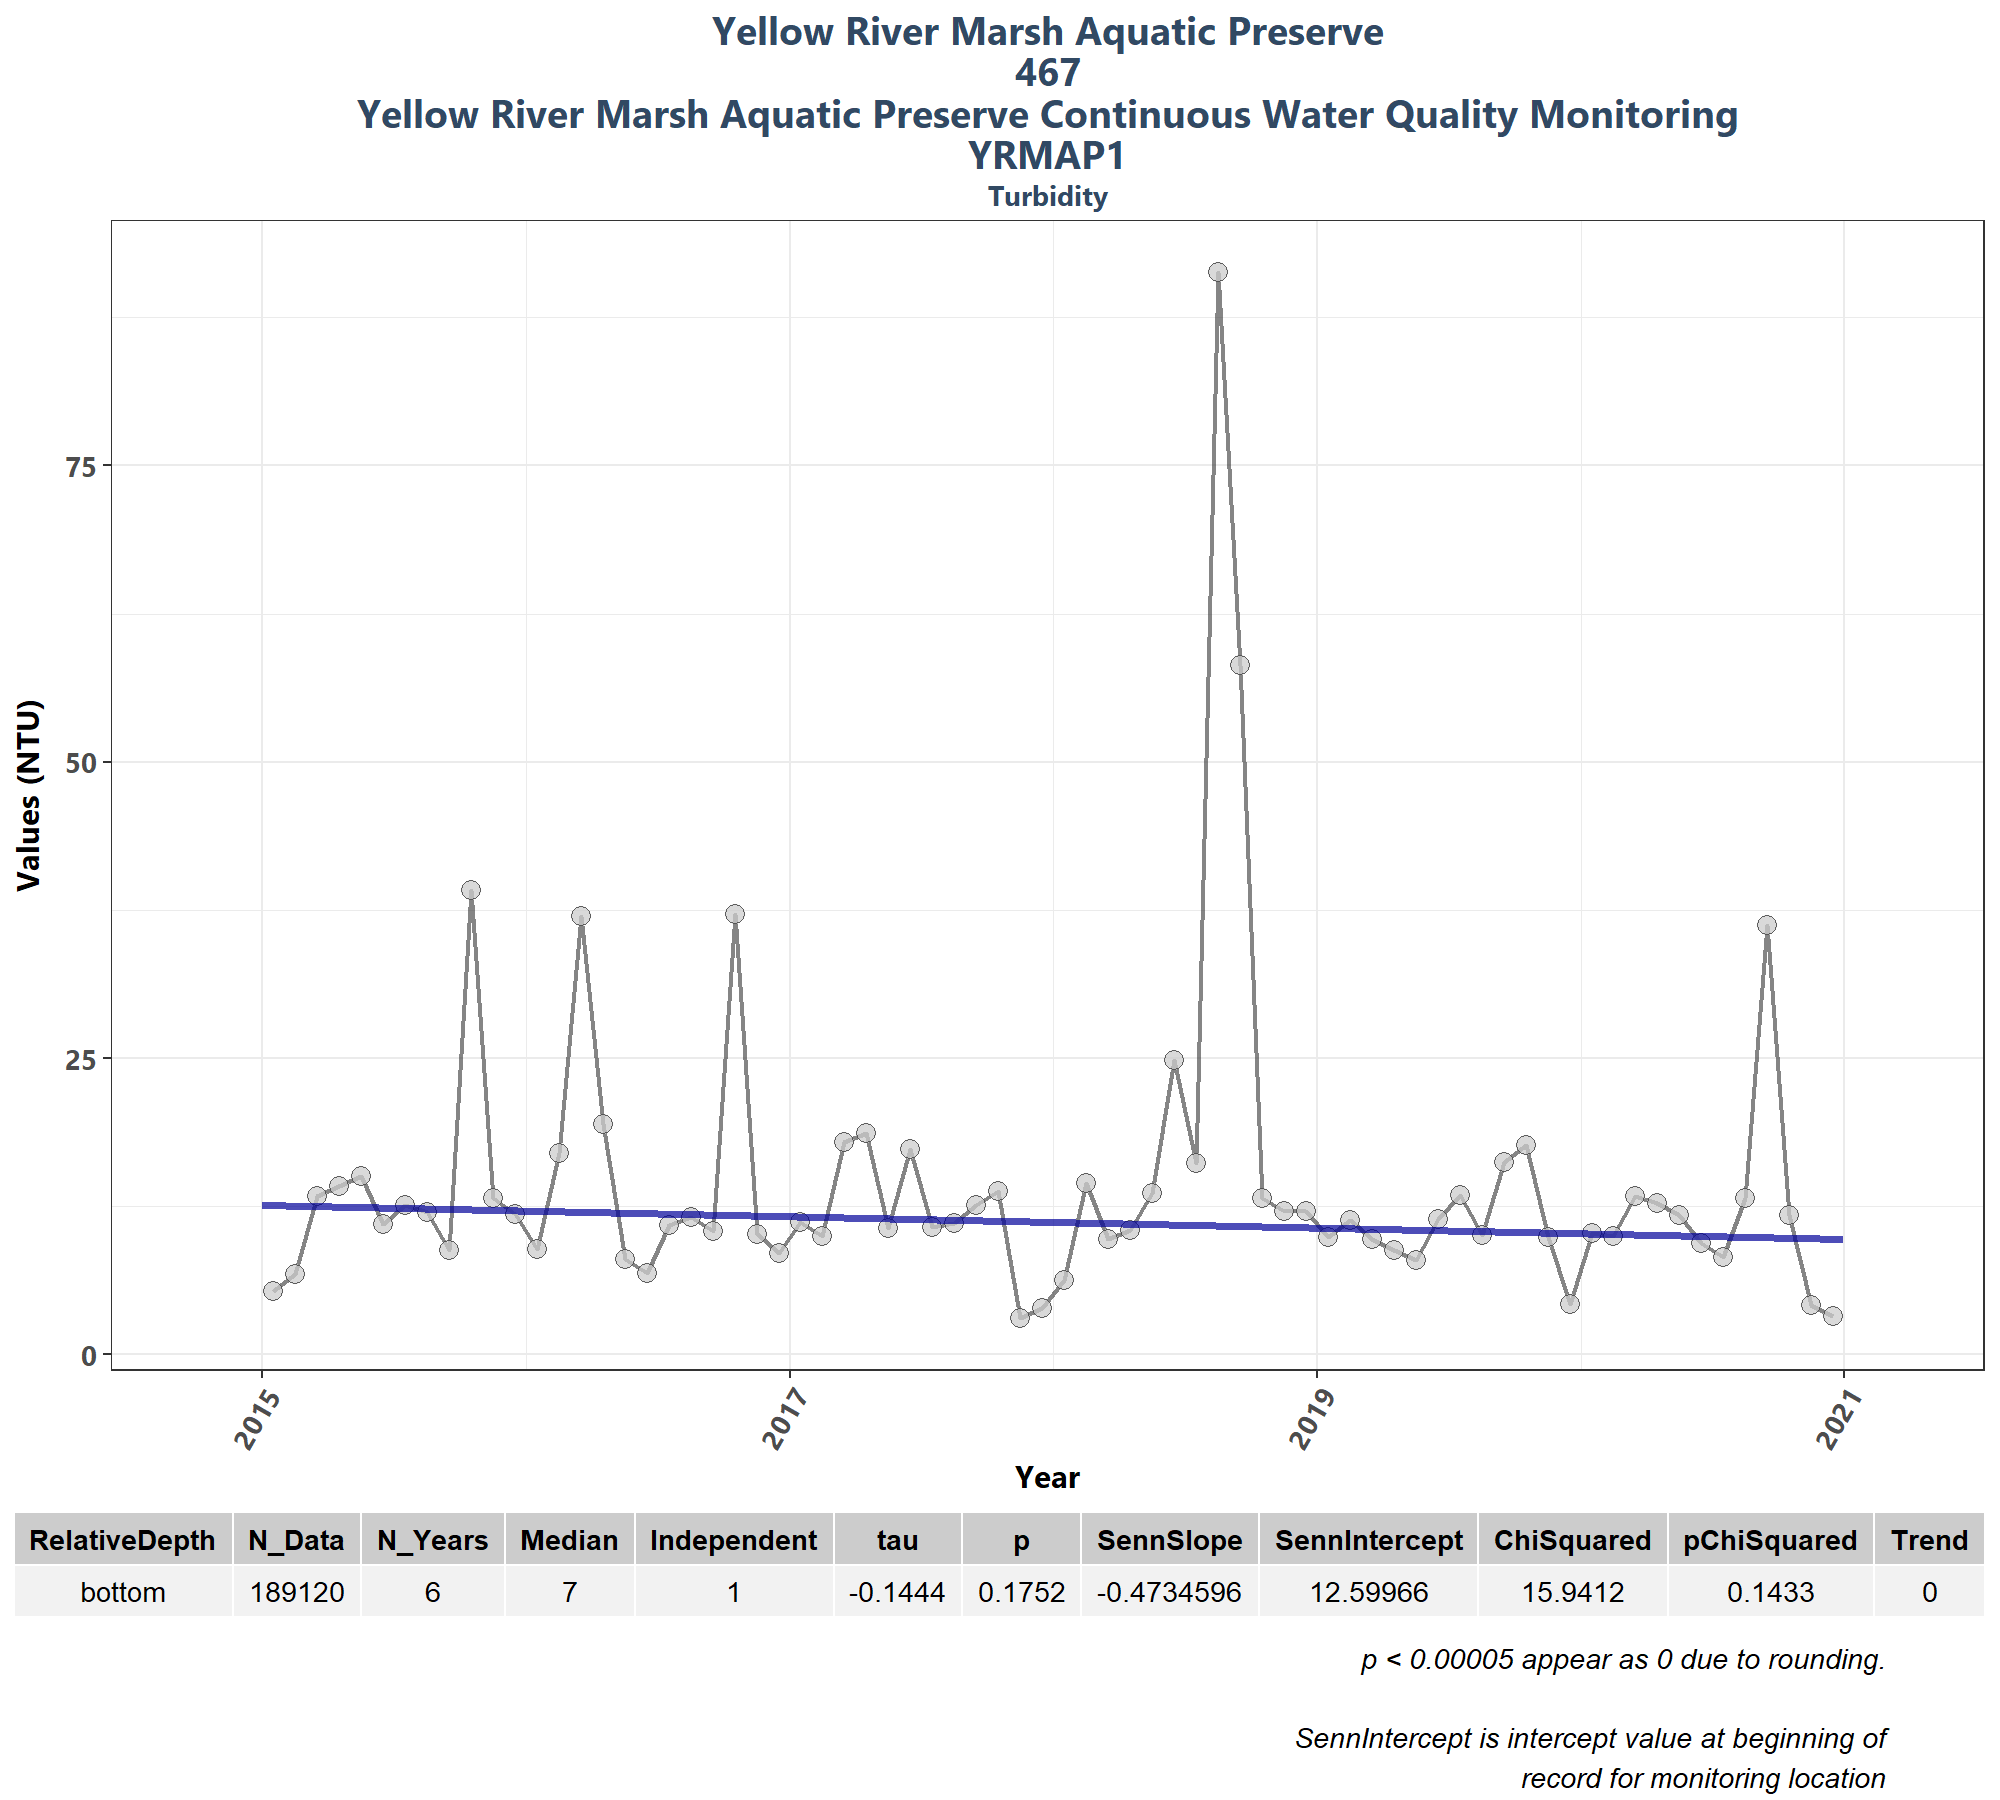 Yellow River Marsh Aquatic Preserve
467
Yellow River Marsh Aquatic Preserve Continuous Water Quality Monitoring
YRMAP1
Turbidity
Values (NTU)
75
50
25
0
2015 2017 2019 2021
Year
RelativeDepth N_Data N_Years Median Independent tau p SennSlope SennIntercept ChiSquared pChiSquared Trend
bottom 189120 6 7 1 -0.1444 0.1752 -0.4734596 12.59966 15.9412 0.1433 0
p < 0.00005 appear as 0 due to rounding.
SennIntercept is intercept value at beginning of
record for monitoring location